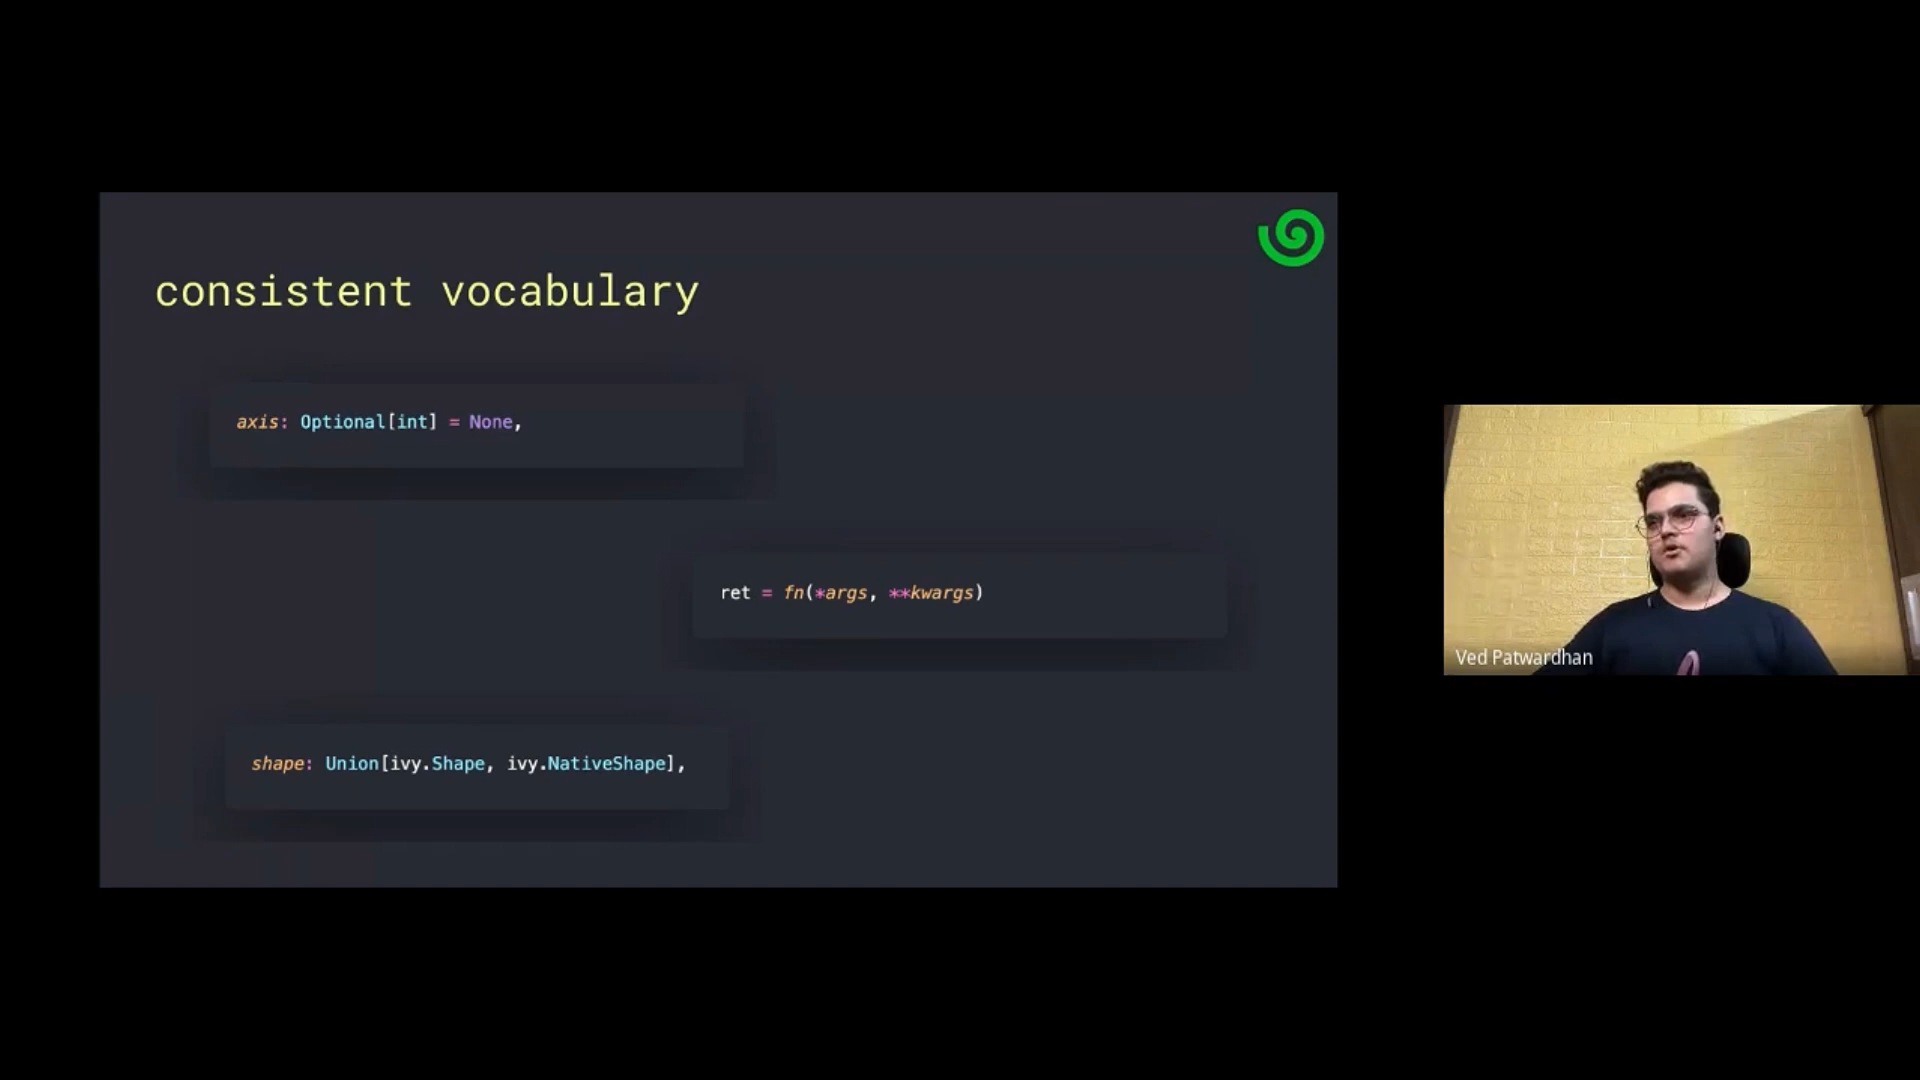 consistent vocabulary
axis: Optional[int] = None,
ret = fn(*args, **kwargs)
shape: Union[ivy.Shape, ivy.NativeShape],
Ved Patwardhan